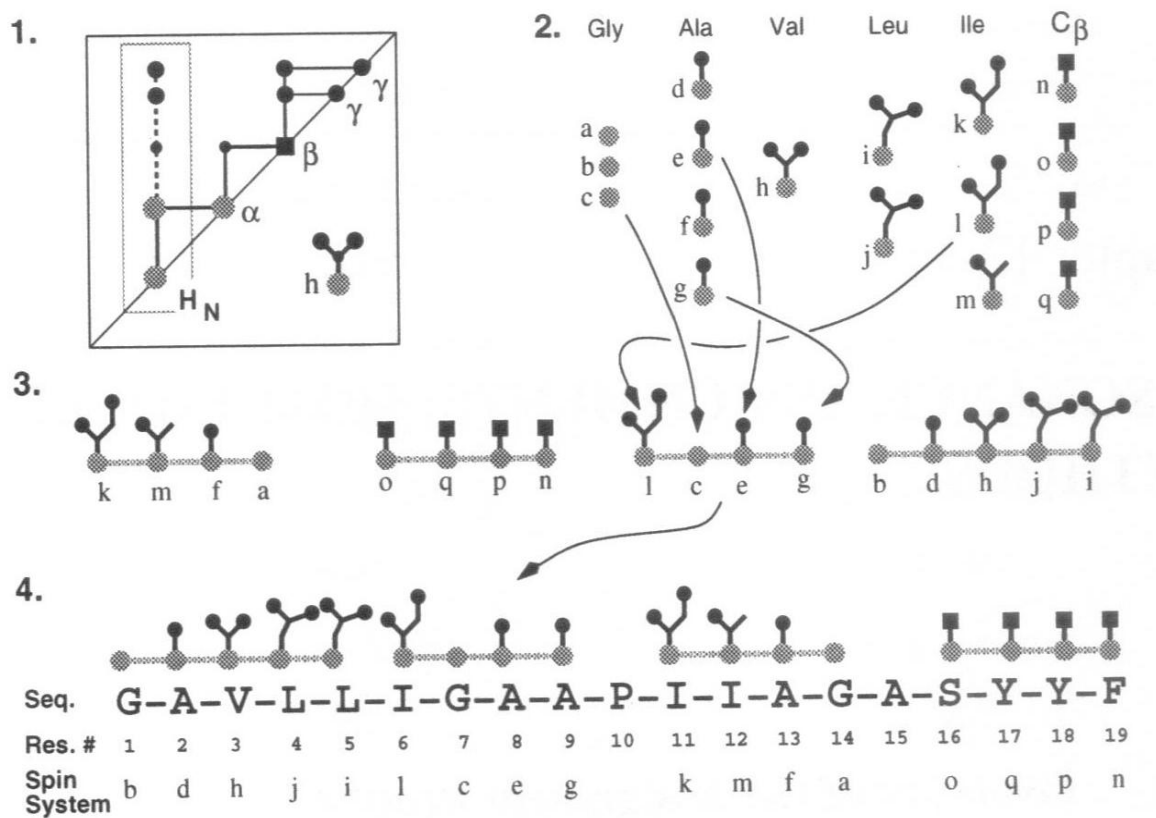 1.
γ
γ
β
α
h
H N
2. Gly Ala Val Leu Ile Cβ
d n
k
a
e o
i
b
h
c
l
f p
j
g m q
3.
k m f a o q p n l c e g b d h j i
4.
Seq. G-A-V-L-L-I-G-A-A-P-I-I-A-G-A-S-Y-Y-F
Res. # 1 2 3 4 5 6 7 8 9 10 11 12 13 14 15 16 17 18 19
Spin System b d h j i l c e g k m f a o q p n